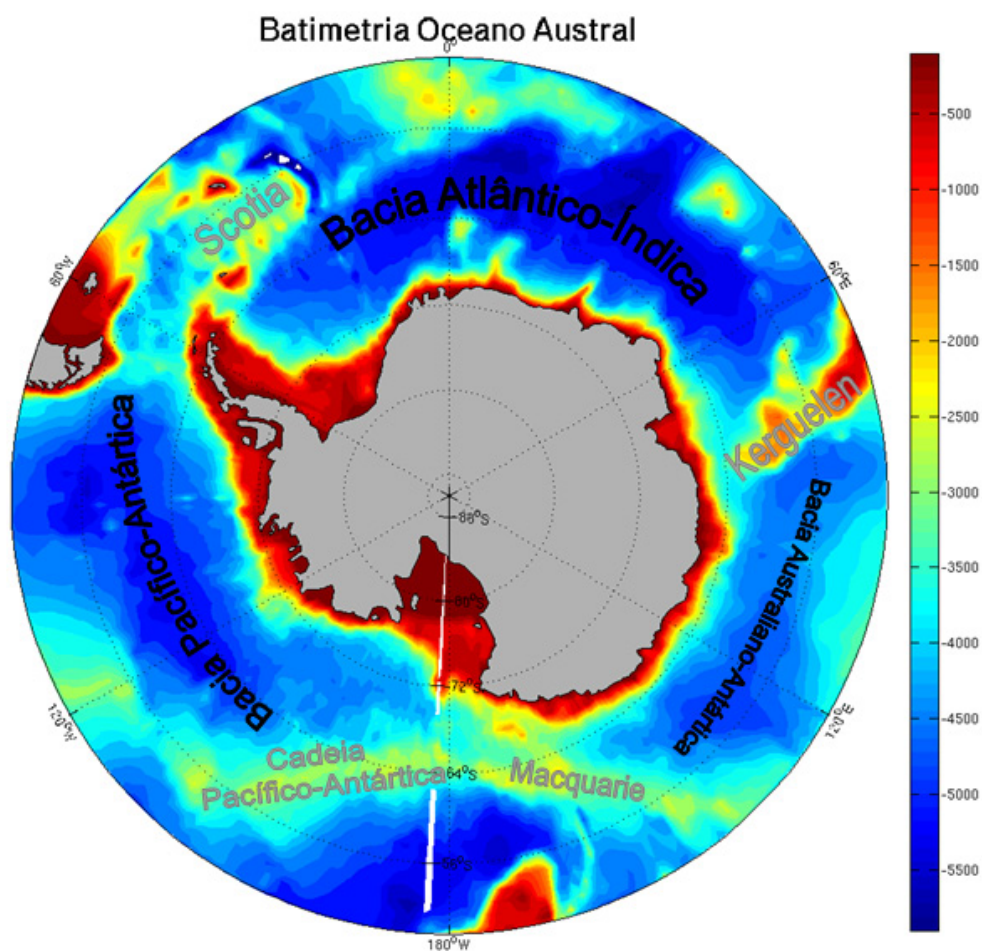 Batimetria Oceano Austral
0°
-500
-1000
-1500
-2000
-2500
-3000
-3500
-4000
-4500
-5000
-5500
Scotia
Bacia Atlântico-Índica
60°W
60°E
Kerguelen
Bacia Pacífico-Antártica
88°S
Bacia Australiano-Antártica
80°S
72°S
120°W
120°E
Cadeia
Pacífico-Antártica
64°S
Macquarie
56°S
180°W